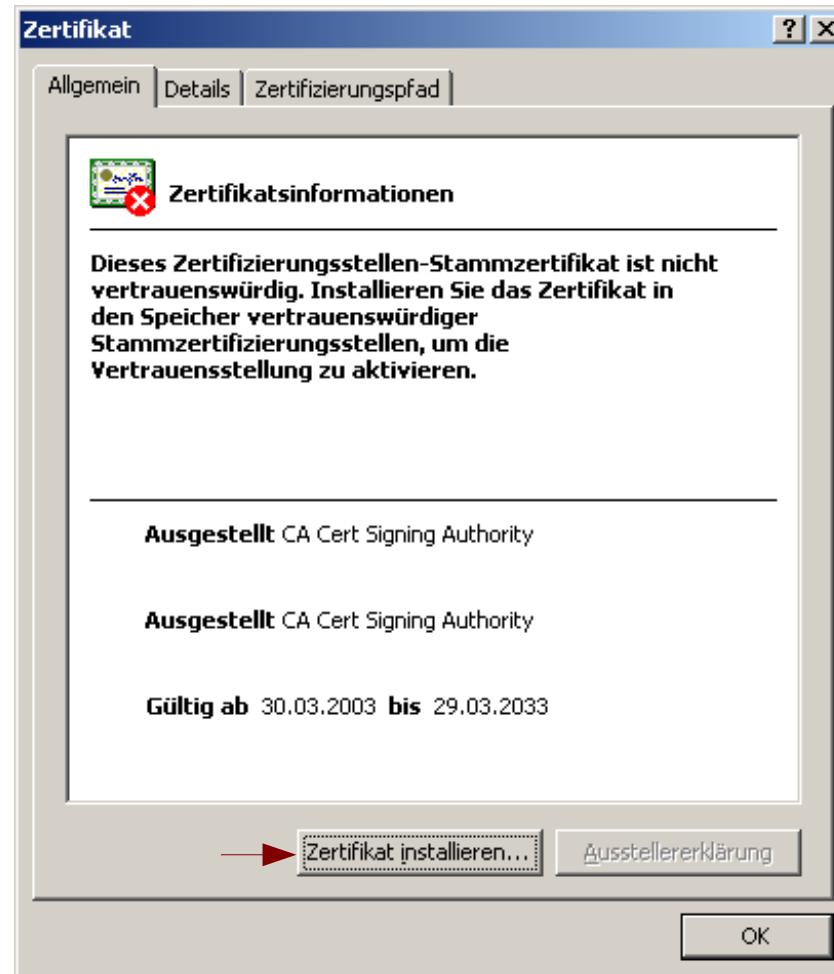 Zertifikat
Allgemein Details Zertifizierungspfad
Zertifikatsinformationen
Dieses Zertifizierungsstellen-Stammzertifikat ist nicht
vertrauenswürdig. Installieren Sie das Zertifikat in
den Speicher vertrauenswürdiger
Stammzertifizierungsstellen, um die
Vertrauensstellung zu aktivieren.
Ausgestellt CA Cert Signing Authority
Ausgestellt CA Cert Signing Authority
Gültig ab 30.03.2003 bis 29.03.2033
Zertifikat installieren... Ausstellererklärung
OK